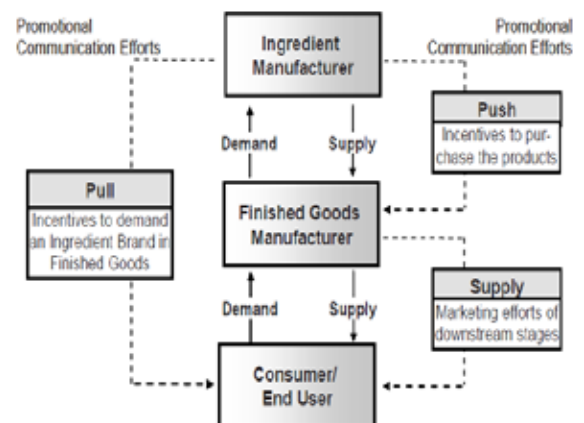 Promotional
Communication Efforts
Promotional
Communication Efforts
Ingredient
Manufacturer
Push
Incentives to pur-
chase the products
Demand
Supply
Pull
Incentives to demand
an Ingredient Brand in
Finished Goods
Finished Goods
Manufacturer
Supply
Marketing efforts of
downstream stages
Demand
Supply
Consumer/
End User